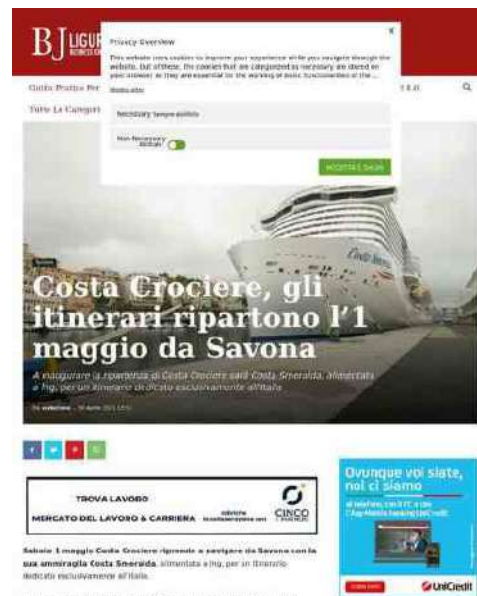 BJ LIGUR
Privacy Overview
x
This website uses cookies to improve your experience while you navigate through the
website. Out of these, the cookies that are categorized as necessary are stored on
your browser as they are essential for the working of basic functionalities of the ...
Necessary Sempre abilitato
Non-Necessary
ACCETTA E SALVA
Guida Pratica Per
Tutte Le Categori
Costa Crociere, gli
itinerari ripartono l'1
maggio da Savona
A inaugurare la ripartenza di Costa Crociere sarà Costa Smeralda, alimentata
a lng, per un itinerario dedicato esclusivamente all'Italia
TROVA LAVORO
MERCATO DEL LAVORO & CARRIERA
CINCO
Sabato 1 maggio Costa Crociere riprende a navigare da Savona con la
sua ammiraglia Costa Smeralda, alimentata a lng, per un itinerario
dedicato esclusivamente all'Italia.
Ovunque voi siate,
noi ci siamo
UniCredit